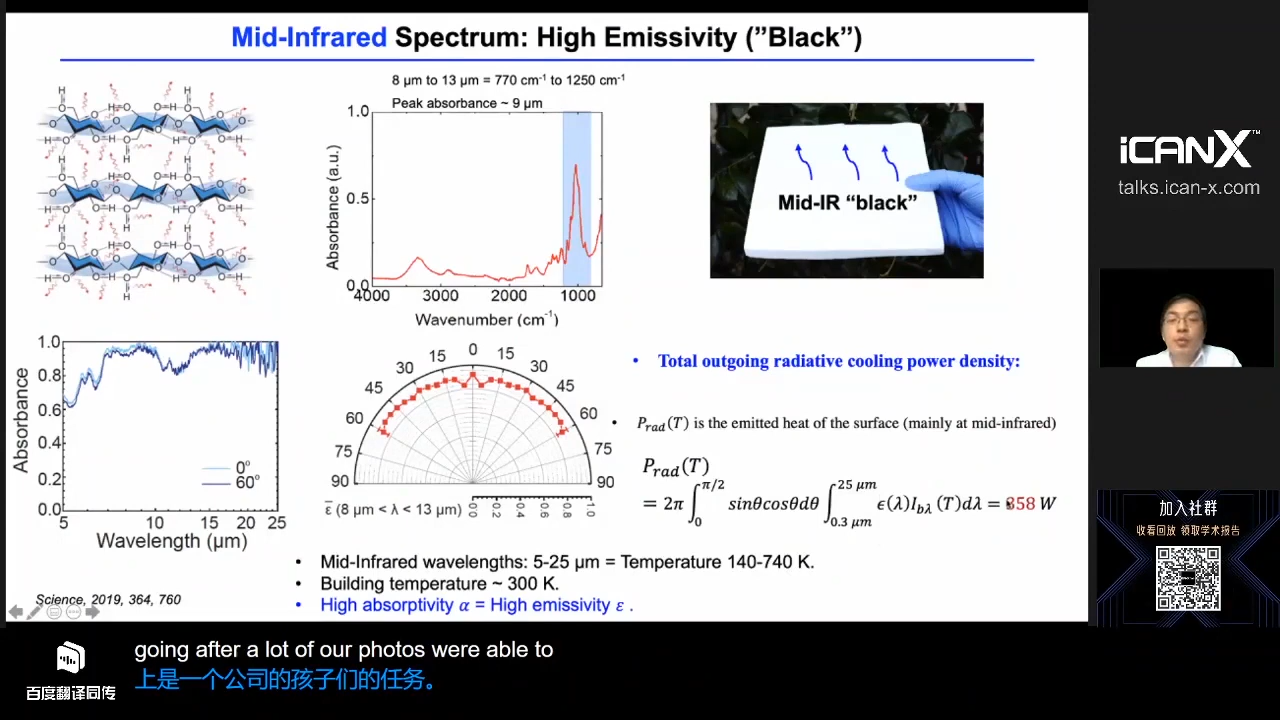 Mid-Infrared Spectrum: High Emissivity (”Black”)
8 μm to 13 μm = 770 cm⁻¹ to 1250 cm⁻¹
Peak absorbance ~ 9 μm
1.0
0.5
0.0
Absorbance (a.u.)
4000 3000 2000 1000
Wavenumber (cm⁻¹)
Mid-IR “black”
iCANX
talks.ican-x.com
1.0
0.8
0.6
0.4
0.2
0.0
Absorbance
0°
60°
5 10 15 20 25
Wavelength (μm)
90 75 60 45 30 15 0 15 30 45 60 75 90
ε̅ (8 μm < λ < 13 μm)
0.0 0.2 0.4 0.6 0.8 1.0
• Total outgoing radiative cooling power density:
• P_rad(T) is the emitted heat of the surface (mainly at mid-infrared)
P_rad(T)
= 2π ∫₀^{π/2} sinθcosθdθ ∫_{0.3 μm}^{25 μm} ϵ(λ)I_{bλ}(T)dλ = 358 W
• Mid-Infrared wavelengths: 5-25 μm = Temperature 140-740 K.
• Building temperature ~ 300 K.
• High absorptivity α = High emissivity ε .
Science, 2019, 364, 760
加入社群
收看回放 领取学术报告
going after a lot of our photos were able to
上是一个公司的孩子们的任务。
百度翻译同传